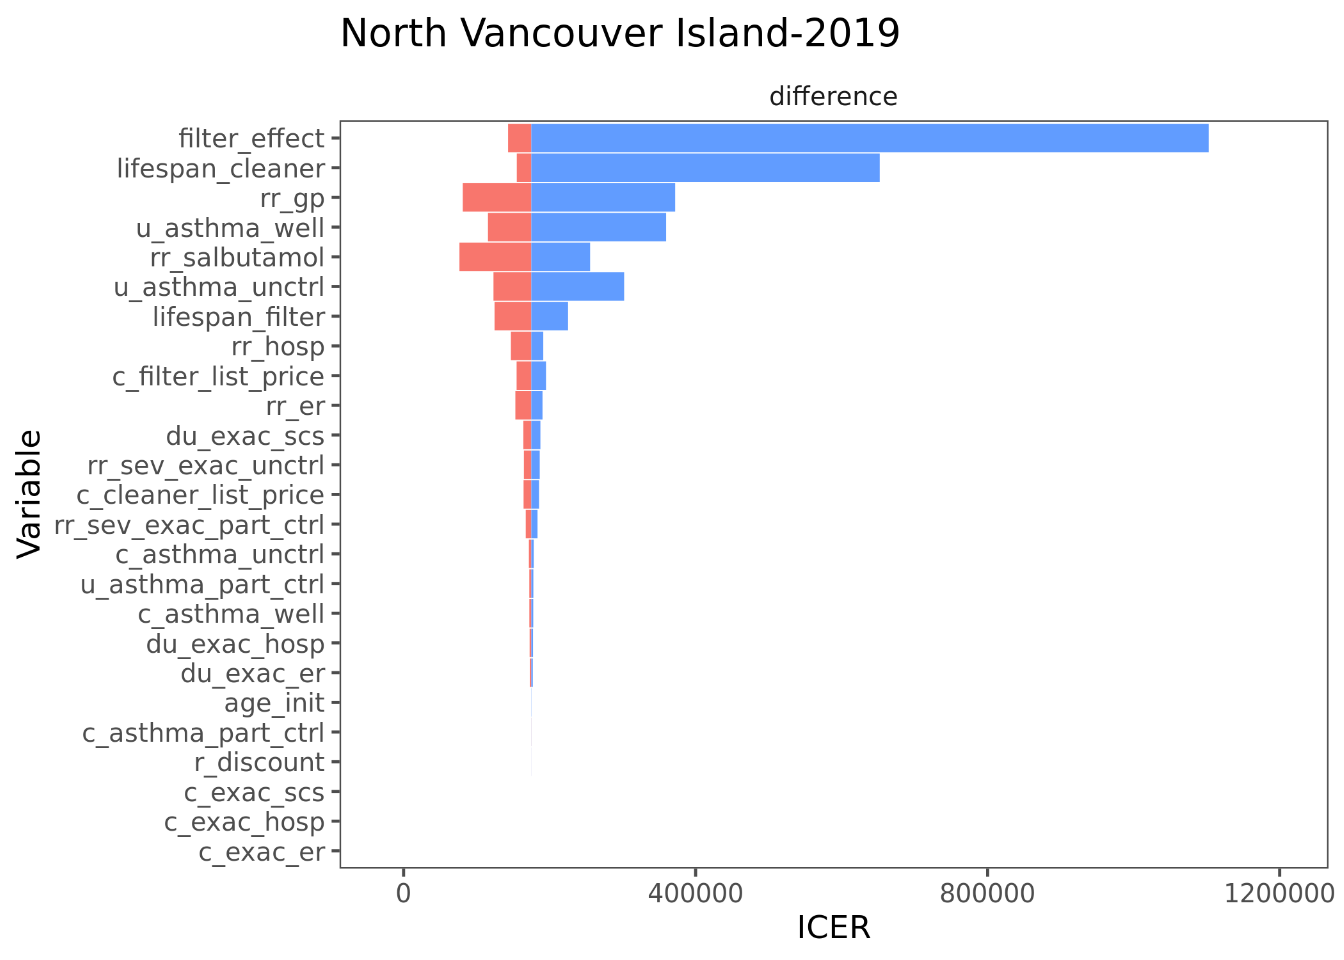 North Vancouver Island-2019
difference
filter_effect
lifespan_cleaner
rr_gp
u_asthma_well
rr_salbutamol
u_asthma_unctrl
lifespan_filter
rr_hosp
c_filter_list_price
rr_er
du_exac_scs
rr_sev_exac_unctrl
c_cleaner_list_price
rr_sev_exac_part_ctrl
c_asthma_unctrl
u_asthma_part_ctrl
c_asthma_well
du_exac_hosp
du_exac_er
age_init
c_asthma_part_ctrl
r_discount
c_exac_scs
c_exac_hosp
c_exac_er
Variable
0 400000 800000 1200000
ICER